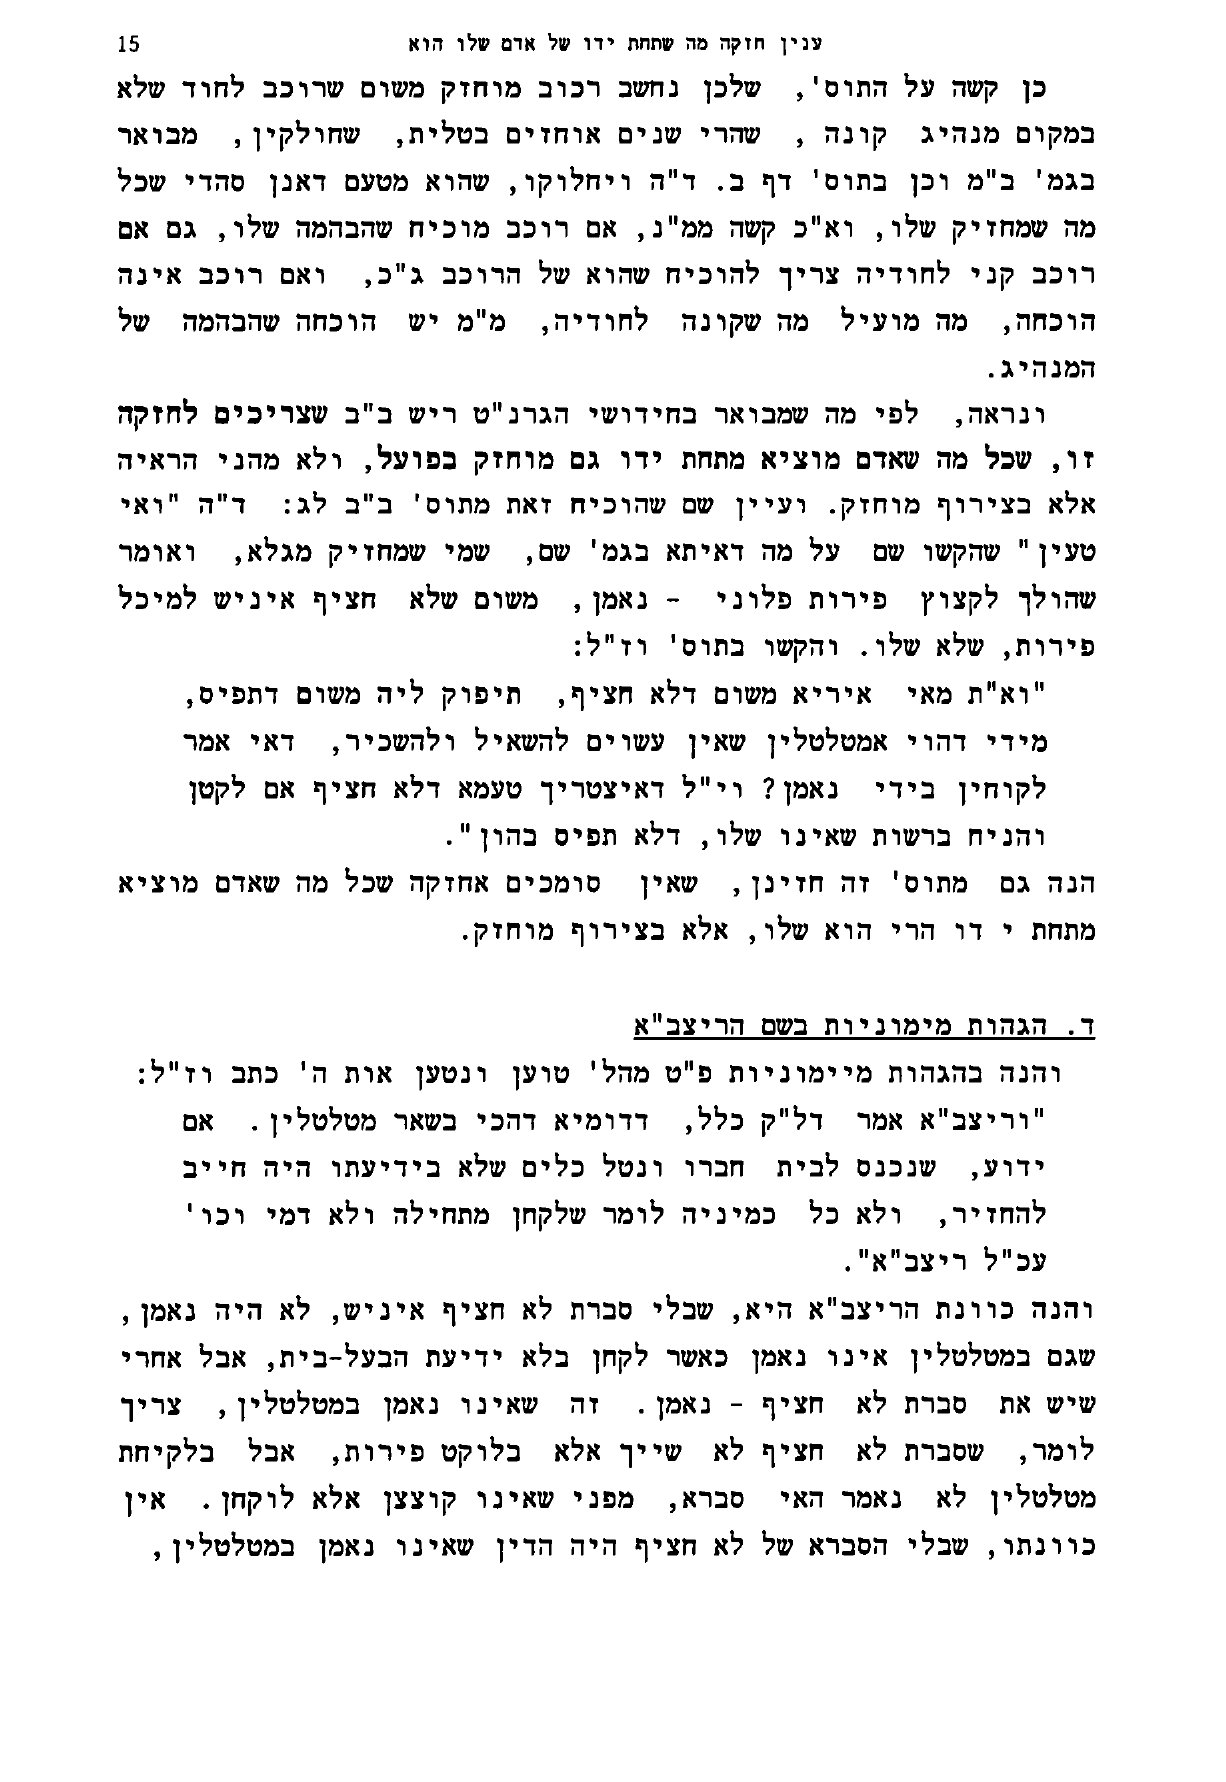 ענין חזקה מה שתחת ידו של אדם שלו הוא 15
כן קשה על התוס', שלכן נחשב רכוב מוחזק משום שרוכב לחוד שלא
במקום מנהיג קונה, שהרי שנים אוחזים בטלית, שחולקין, מבואר
בגמ' ב"מ וכן בתוס' דף ב. ד"ה ויחלוקו, שהוא מטעם דאנן סהדי שכל
מה שמחזיק שלו, וא"כ קשה ממ"נ, אם רוכב מוכיח שהבהמה שלו, גם אם
רוכב קני לחודיה צריך להוכיח שהוא של הרוכב ג"כ, ואם רוכב אינה
הוכחה, מה מועיל מה שקונה לחודיה, מ"מ יש הוכחה שהבהמה של
המנהיג.
ונראה, לפי מה שמבואר בחידושי הגרנ"ט ריש ב"ב שצריכים לחזקה
זו, שכל מה שאדם מוציא מתחת ידו גם מוחזק בפועל, ולא מהני הראיה
אלא בצירוף מוחזק. ועיין שם שהוכיח זאת מתוס' ב"ב לג: ד"ה "ואי
טעין" שהקשו שם על מה דאיתא בגמ' שם, שמי שמחזיק מגלא, ואומר
שהולך לקצוץ פירות פלוני - נאמן, משום שלא חציף איניש למיכל
פירות, שלא שלו. והקשו בתוס' וז"ל:
"וא"ת מאי איריא משום דלא חציף, תיפוק ליה משום דתפיס,
מידי דהוי אמטלטלין שאין עשוים להשאיל ולהשכיר, דאי אמר
לקוחין בידי נאמן? וי"ל דאיצטריך טעמא דלא חציף אם לקטן
והניח ברשות שאינו שלו, דלא תפיס בהון".
הנה גם מתוס' זה חזינן, שאין סומכים אחזקה שכל מה שאדם מוציא
מתחת י דו הרי הוא שלו, אלא בצירוף מוחזק.
ד. הגהות מימוניות בשם הריצב"א
והנה בהגהות מיימוניות פ"ט מהל' טוען ונטען אות ה' כתב וז"ל:
"וריצב"א אמר דל"ק כלל, דדומיא דהכי בשאר מטלטלין. אם
ידוע, שנכנס לבית חברו ונטל כלים שלא בידיעתו היה חייב
להחזיר, ולא כל כמיניה לומר שלקחן מתחילה ולא דמי וכו'
עכ"ל ריצב"א".
והנה כוונת הריצב"א היא, שבלי סברת לא חציף איניש, לא היה נאמן,
שגם במטלטלין אינו נאמן כאשר לקחן בלא ידיעת הבעל-בית, אבל אחרי
שיש את סברת לא חציף - נאמן. זה שאינו נאמן במטלטלין, צריך
לומר, שסברת לא חציף לא שייך אלא בלוקט פירות, אבל בלקיחת
מטלטלין לא נאמר האי סברא, מפני שאינו קוצצן אלא לוקחן. אין
כוונתו, שבלי הסברא של לא חציף היה הדין שאינו נאמן במטלטלין,